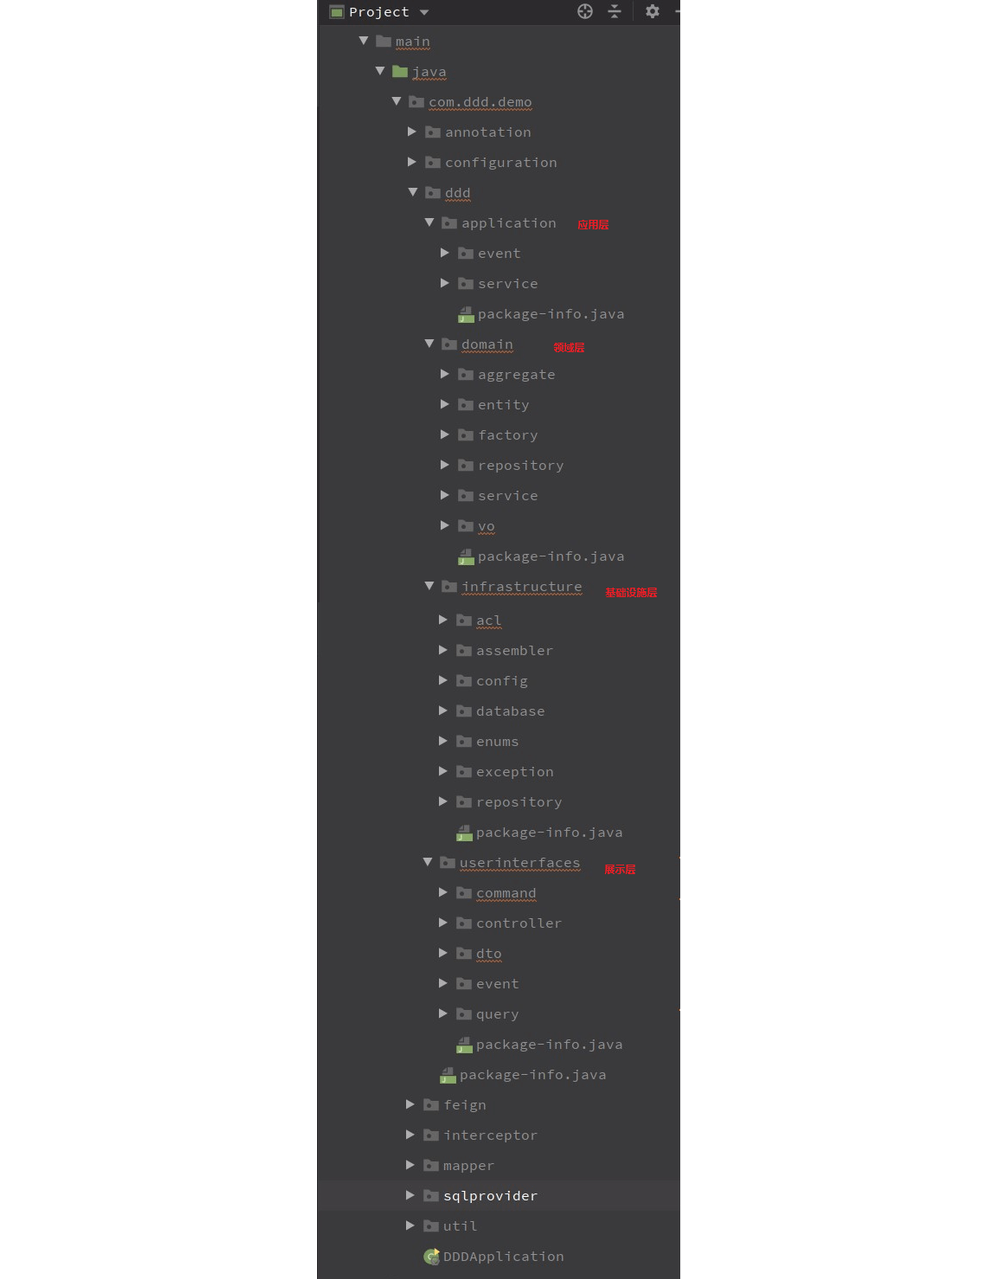 Project
main
java
com.ddd.demo
annotation
configuration
ddd
application 应用层
event
service
package-info.java
domain 领域层
aggregate
entity
factory
repository
service
vo
package-info.java
infrastructure 基础设施层
acl
assembler
config
database
enums
exception
repository
package-info.java
userinterfaces 展示层
command
controller
dto
event
query
package-info.java
package-info.java
feign
interceptor
mapper
sqlprovider
util
DDDApplication